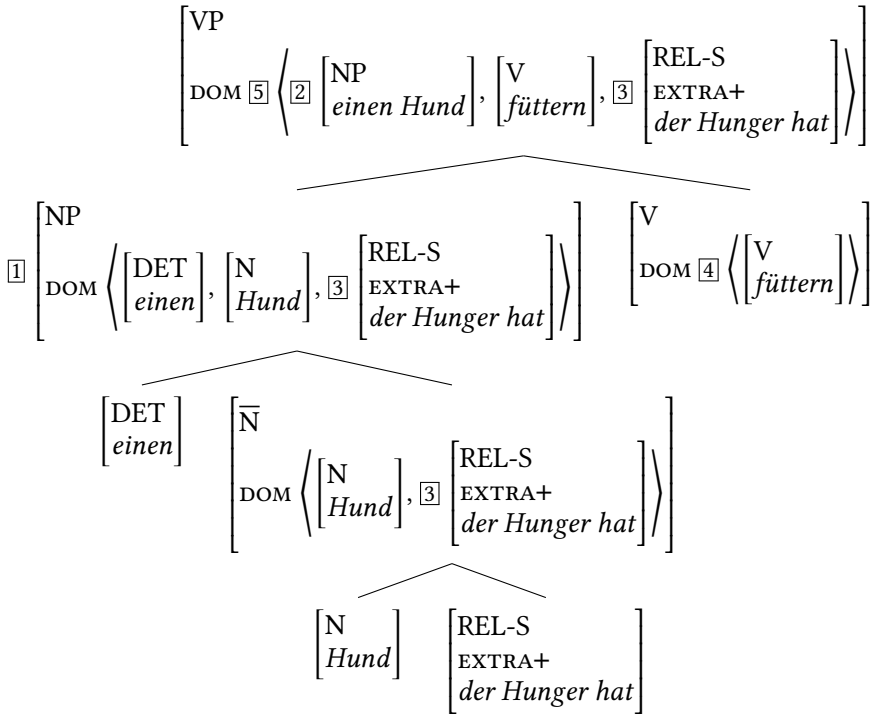 VP
DOM 5 ⟨ 2 [NP einen Hund], [V füttern], 3 [REL-S EXTRA+ der Hunger hat] ⟩
1 NP
DOM ⟨ [DET einen], [N Hund], 3 [REL-S EXTRA+ der Hunger hat] ⟩
V
DOM 4 ⟨ [V füttern] ⟩
DET
einen
N̅
DOM ⟨ [N Hund], 3 [REL-S EXTRA+ der Hunger hat] ⟩
N
Hund
REL-S
EXTRA+
der Hunger hat